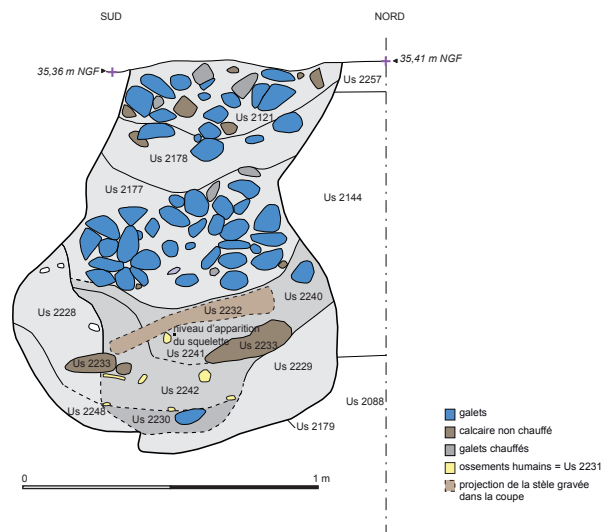 SUD
NORD
35,36 m NGF
35,41 m NGF
Us 2257
Us 2121
Us 2178
Us 2177
Us 2144
Us 2240
Us 2228
Us 2232
niveau d'apparition
du squelette
Us 2233
Us 2241
Us 2233
Us 2229
Us 2242
Us 2088
Us 2248
Us 2230
Us 2179
galets
calcaire non chauffé
galets chauffés
ossements humains = Us 2231
projection de la stèle gravée
dans la coupe
0
1 m